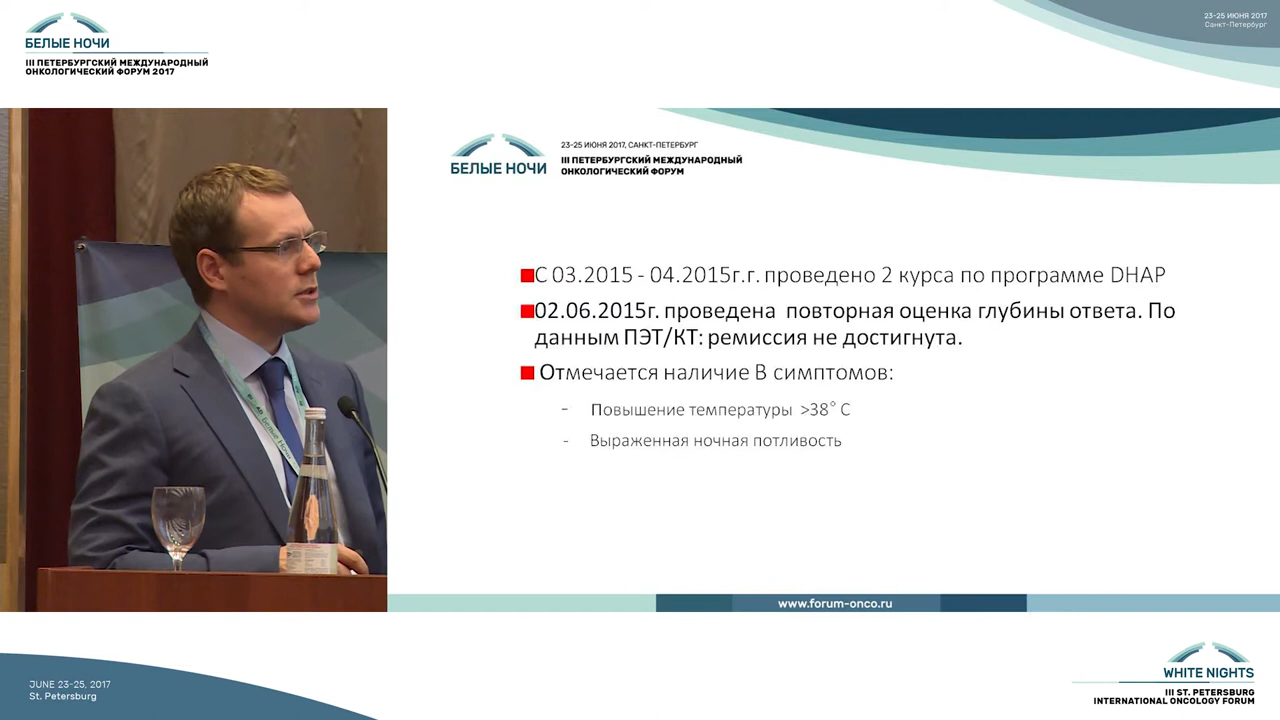 БЕЛЫЕ НОЧИ
III ПЕТЕРБУРГСКИЙ МЕЖДУНАРОДНЫЙ
ОНКОЛОГИЧЕСКИЙ ФОРУМ 2017
23-25 ИЮНЯ 2017
Санкт-Петербург
БЕЛЫЕ НОЧИ
23-25 ИЮНЯ 2017, САНКТ-ПЕТЕРБУРГ
III ПЕТЕРБУРГСКИЙ МЕЖДУНАРОДНЫЙ
ОНКОЛОГИЧЕСКИЙ ФОРУМ
С 03.2015 - 04.2015г.г. проведено 2 курса по программе DHAP
02.06.2015г. проведена повторная оценка глубины ответа. По
данным ПЭТ/КТ: ремиссия не достигнута.
Отмечается наличие В симптомов:
- Повышение температуры >38° С
- Выраженная ночная потливость
www.forum-onco.ru
JUNE 23-25, 2017
St. Petersburg
WHITE NIGHTS
III ST. PETERSBURG
INTERNATIONAL ONCOLOGY FORUM